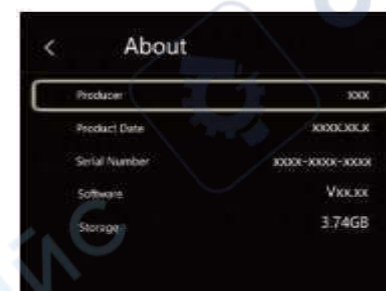 < About
Producer xxx
Product Date xxxx.xx.x
Serial Number xxxx-xxxx-xxxx
Software Vxx.xx
Storage 3.74GB